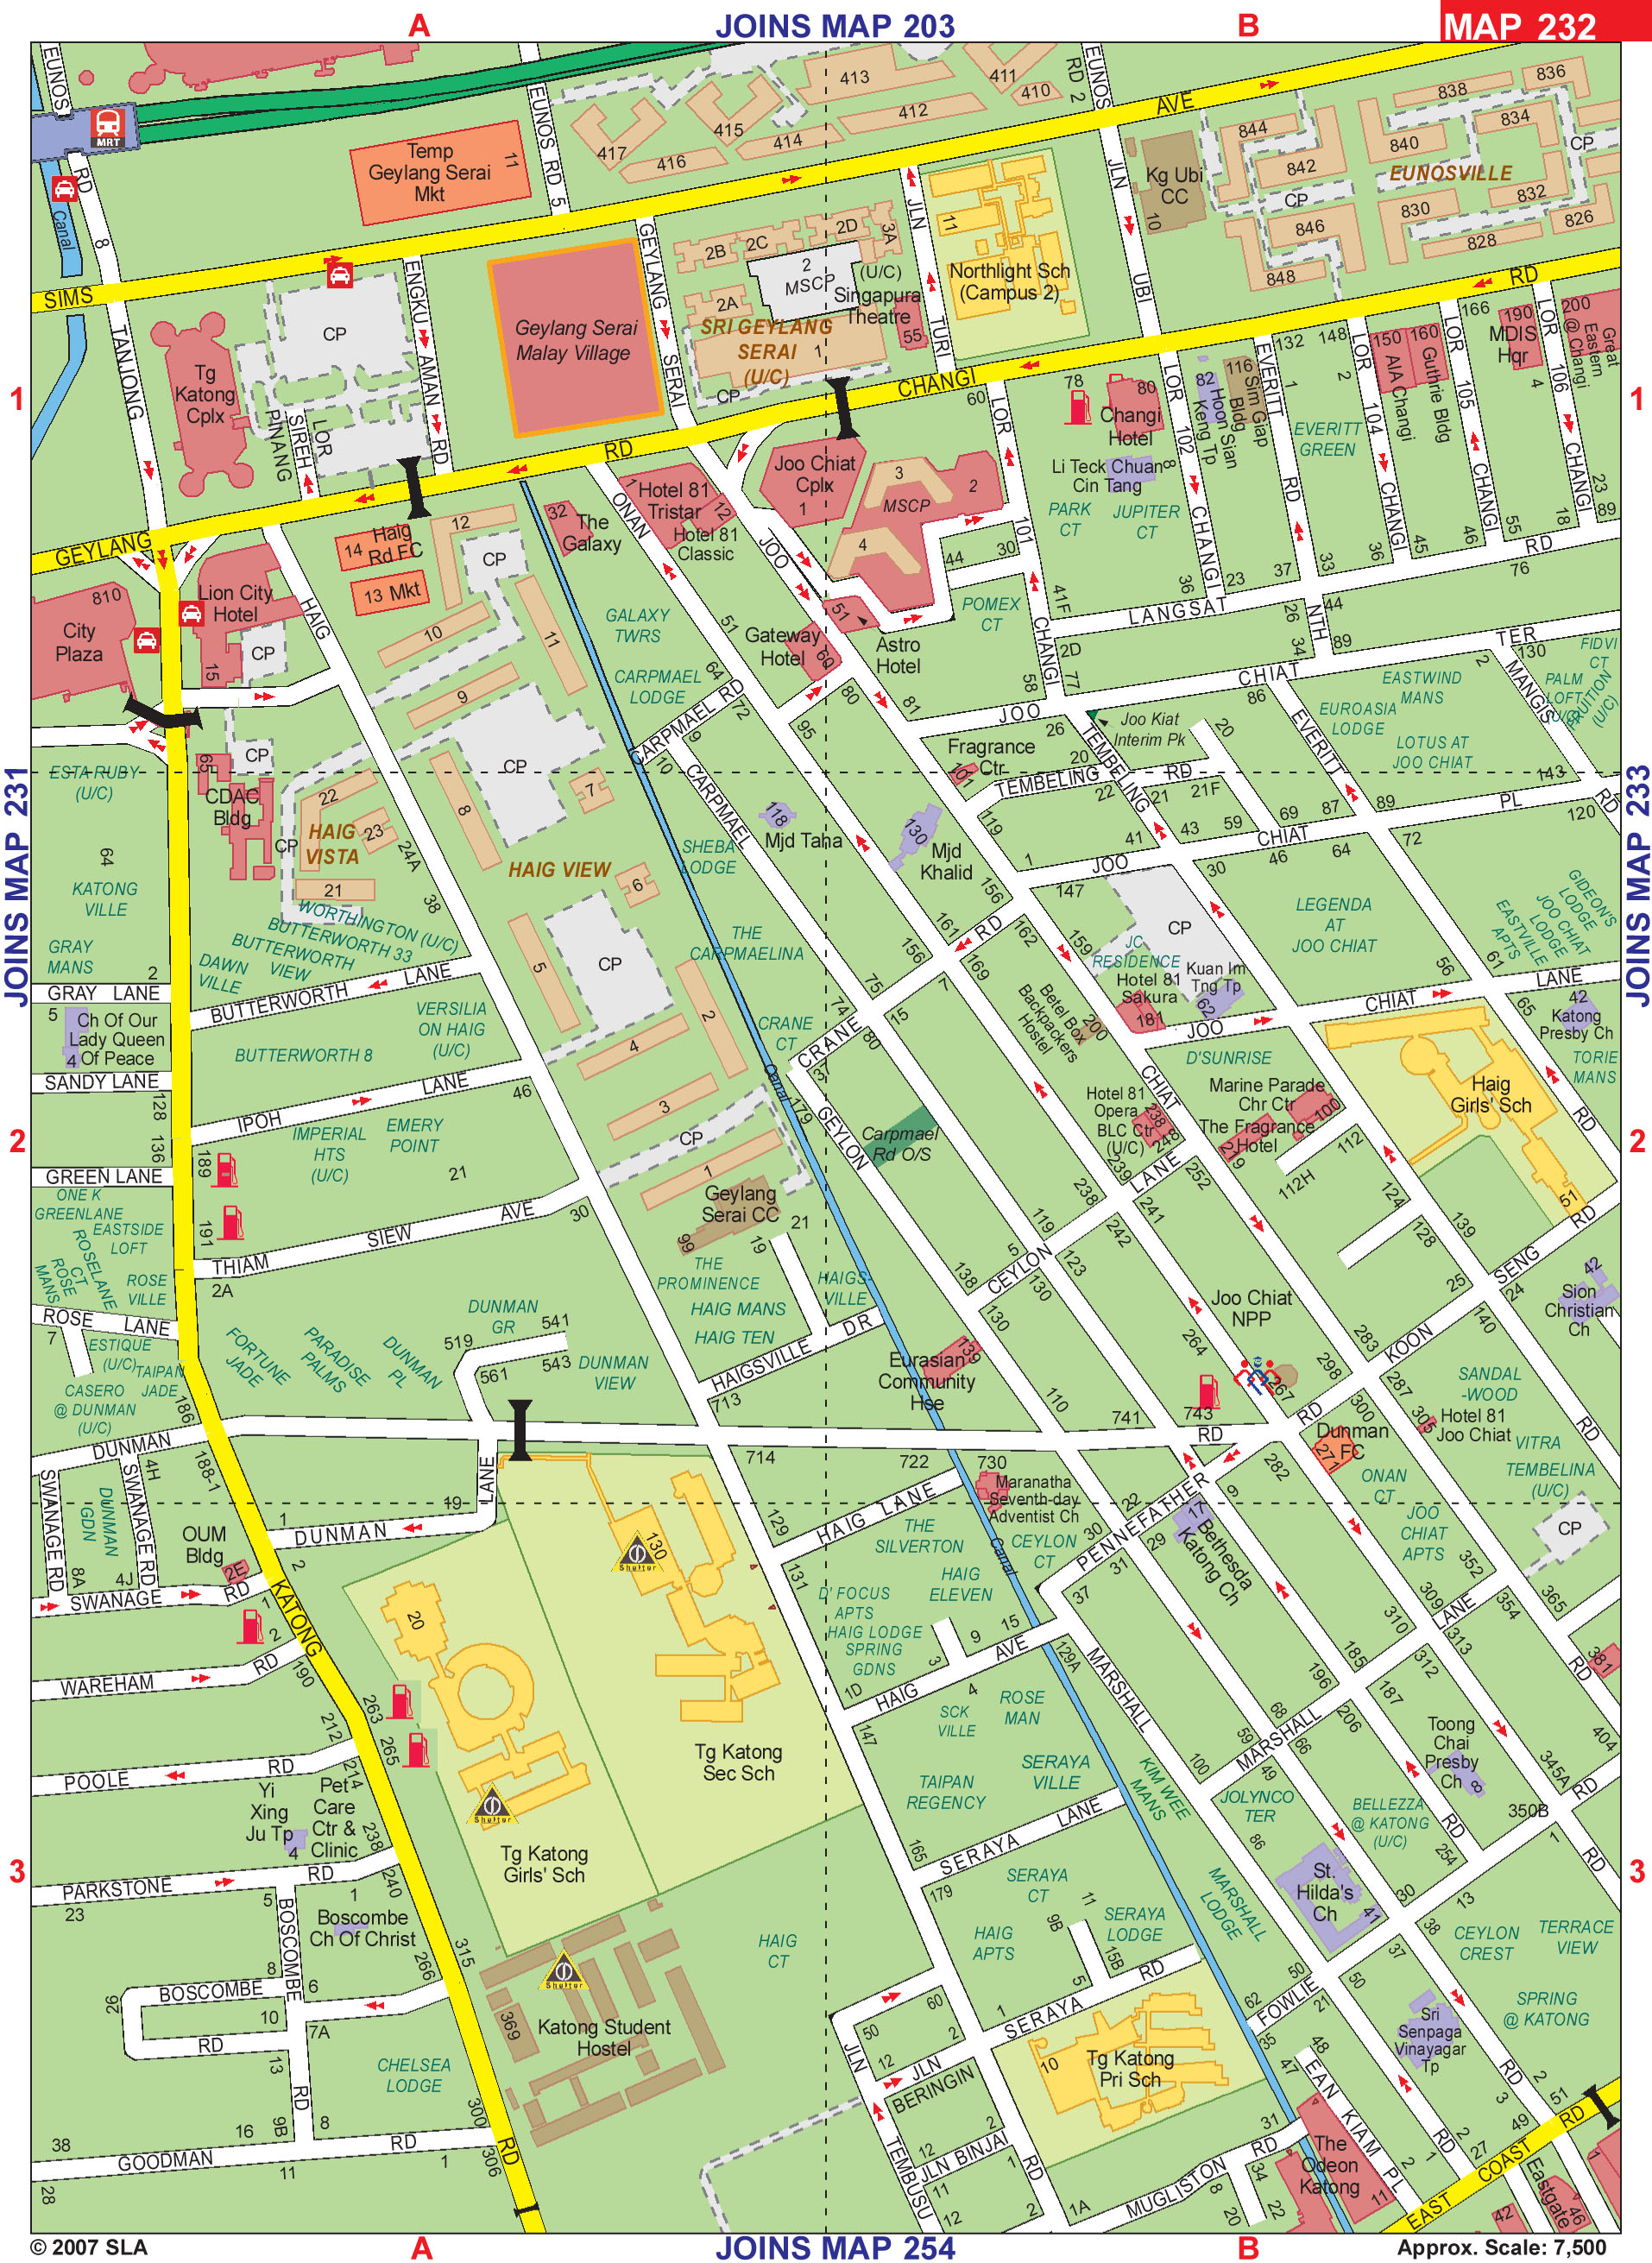 A
JOINS MAP 203
B
MAP 232
EUNOS
RD
8
MRT
Canal
EUNOS RD 5
Temp
Geylang Serai
Mkt
11
417
416
415
414
413
412
411
410
EUNOS
RD 2
AVE
JLN
UBI
Kg Ubi
CC
10
844
842
CP
846
848
838
836
834
840
EUNOSVILLE
CP
830
832
828
826
SIMS
TANJONG
Tg
Katong
Cplx
CP
LOR
SIREH
PINANG
ENGKU
AMAN
RD
Geylang Serai
Malay Village
GEYLANG
SERAI
2B
2C
2D
3A
2
MSCP
(U/C)
2A
SRI GEYLANG
SERAI
(U/C)
1
CP
Singapura
Theatre
55
JLN
TURI
11
Northlight Sch
(Campus 2)
CHANGI
RD
60
78
80
Changi
Hotel
LOR
102
CHANGI
82
Hoon Sian
Keng Tp
116
Sim Giap
Bldg
Li Teck Chuan
Cin Tang
8
PARK
CT
JUPITER
CT
132
EVERITT
RD
1
148
2
EVERITT
GREEN
LOR
104
CHANGI
150
AIA Changi
160
Guthrie Bldg
LOR
105
CHANGI
166
190
MDIS
Hqr
4
LOR
106
CHANGI
200
@ Changi
Eastern
Great
23
89
18
55
46
45
36
33
37
23
36
RD
76
1
1
GEYLANG
RD
14
Haig
Rd FC
13 Mkt
12
CP
10
11
9
32
The
Galaxy
1
Hotel 81
Tristar
12
Hotel 81
Classic
ONAN
JOO
Joo Chiat
Cplx
1
3
MSCP
2
4
44
30
101
CHANGI
LOR
POMEX
CT
41F
LANGSAT
26
34
44
NTH
89
TER
130
2
FIDVI
CT
PALM
LOFT
(U/C)
FRUITION
(U/C)
MANGIS
RD
EASTWIND
MANS
EUROASIA
LODGE
LOTUS AT
JOO CHIAT
CHIAT
86
JOO
2D
77
58
26
Joo Kiat
Interim Pk
20
TEMBELING
RD
22
21
21F
20
Fragrance
Ctr
101
119
TEMBELING
EVERITT
143
120
PL
89
87
69
59
43
41
CHIAT
46
64
72
30
JOO
1
147
810
City
Plaza
Lion City
Hotel
15
CP
HAIG
GALAXY
TWRS
CARPMAEL
LODGE
CARPMAEL RD
64
72
51
79
10
Gateway
Hotel
60
51
Astro
Hotel
80
81
95
65
CDAC
Bldg
CP
CP
22
23
24A
HAIG
VISTA
21
38
CP
8
7
HAIG VIEW
6
5
CP
CARPMAEL
18
Mjd Taha
SHEBA
LODGE
130
Mjd
Khalid
156
161
RD
162
156
169
159
CP
JC
RESIDENCE
Hotel 81
Sakura
181
Kuan Im
Tng Tp
62
LEGENDA
AT
JOO CHIAT
GIDEON'S
LODGE
JOO CHIAT
LODGE
EASTVILLE
APTS
56
61
LANE
65
42
Katong
Presby Ch
TORIE
MANS
JOINS MAP 231
JOINS MAP 233
ESTA RUBY
(U/C)
64
KATONG
VILLE
GRAY
MANS
2
GRAY LANE
5
Ch Of Our
Lady Queen
Of Peace
4
SANDY LANE
128
136
GREEN LANE
WORTHINGTON (U/C)
BUTTERWORTH 33
BUTTERWORTH
VIEW
DAWN
VILLE
BUTTERWORTH LANE
BUTTERWORTH 8
VERSILIA
ON HAIG
(U/C)
IPOH LANE
46
IMPERIAL
HTS
(U/C)
EMERY
POINT
189
191
21
THIAM SIEW AVE
2A
30
4
2
3
CP
1
Canal
179
THE
CARPMAELINA
CRANE
CT
CRANE
37
74
75
80
15
7
GEYLON
Carpmael
Rd O/S
Geylang
Serai CC
99
19
21
THE
PROMINENCE
HAIG MANS
HAIG TEN
HAIGS-
VILLE
HAIGSVILLE DR
713
Betel Box
Backpackers
Hostel
200
CHIAT
JOO
CHIAT
D'SUNRISE
Hotel 81
Opera
BLC Ctr
(U/C)
238
248
Marine Parade
Chr Ctr
100
The Fragrance
Hotel
219
112
112H
Haig
Girls' Sch
51
RD
RD
239
LANE
252
241
242
238
119
5
CEYLON
123
130
138
130
124
128
139
25
SENG
24
42
Sion
Christian
Ch
140
KOON
2
2
ONE K
GREENLANE
EASTSIDE
LOFT
ROSELANE
CT
ROSE
MANS
ROSE
VILLE
ROSE LANE
7
ESTIQUE
(U/C)
TAIPAN
JADE
CASERO
@ DUNMAN
(U/C)
186
FORTUNE
JADE
PARADISE
PALMS
DUNMAN
PL
DUNMAN
GR
541
519
543
561
DUNMAN
VIEW
Eurasian
Community
Hse
139
110
Joo Chiat
NPP
264
267
283
298
RD
300
287
305
Hotel 81
Joo Chiat
SANDAL
-WOOD
RD
DUNMAN
188-1
714
722
730
741
743
RD
Maranatha
Seventh-day
Adventist Ch
282
Dunman
FC
271
ONAN
CT
VITRA
TEMBELINA
(U/C)
CP
SWANAGE RD
DUNMAN
GDN
SWANAGE RD
4H
8A
4J
SWANAGE RD
OUM
Bldg
2E
1
DUNMAN LANE
19
2
1
2
WAREHAM RD
190
KATONG
212
263
265
214
POOLE RD
Yi
Xing
Ju Tp
4
Pet
Care
Ctr &
Clinic
238
240
20
130
Shelter
Tg Katong
Sec Sch
Shelter
Tg Katong
Girls' Sch
129
131
HAIG LANE
THE
SILVERTON
CEYLON
CT
Canal
HAIG
ELEVEN
D' FOCUS
APTS
HAIG LODGE
SPRING
GDNS
1D
3
9
15
HAIG AVE
4
147
SCK
VILLE
ROSE
MAN
129A
PENNEFATHER
22
30
29
31
37
9
17
Bethesda
Katong Ch
MARSHALL
JOO
CHIAT
APTS
352
354
365
381
309
310
LANE
313
312
185
187
196
206
68
59
66
49
MARSHALL
100
RD
404
345A
RD
350B
1
Toong
Chai
Presby
Ch
8
BELLEZZA
@ KATONG
(U/C)
254
RD
JOLYNCO
TER
86
KIM WEE
MANS
SERAYA
VILLE
TAIPAN
REGENCY
165
SERAYA LANE
179
3
3
PARKSTONE RD
23
5
1
BOSCOMBE
Boscombe
Ch Of Christ
266
315
8
BOSCOMBE
26
6
10
7A
RD
13
RD
CHELSEA
LODGE
Shelter
369
Katong Student
Hostel
HAIG
CT
SERAYA
CT
HAIG
APTS
11
9B
SERAYA
LODGE
5
15B
RD
SERAYA
1
MARSHALL
LODGE
St.
Hilda's
Ch
41
30
13
38
37
50
50
FOWLIE
62
21
35
47
48
CEYLON
CREST
TERRACE
VIEW
SPRING
@ KATONG
Sri
Senpaga
Vinayagar
Tp
RD
60
50
2
12
JLN
BERINGIN
JLN
TEMBUSU
10
Tg Katong
Pri Sch
2
12
JLN BINJAI
1
11
12
2
RD
1A
MUGLISTON RD
31
34
8
20
22
EAN
KIAM
PL
The
Odeon
Katong
11
2
1
RD
2
3
27
49
51
2
EAST COAST RD
42
Eastgate
46
38
16
9B
8
300
GOODMAN RD
28
11
1
306
RD
© 2007 SLA
A
JOINS MAP 254
B
Approx. Scale: 7,500